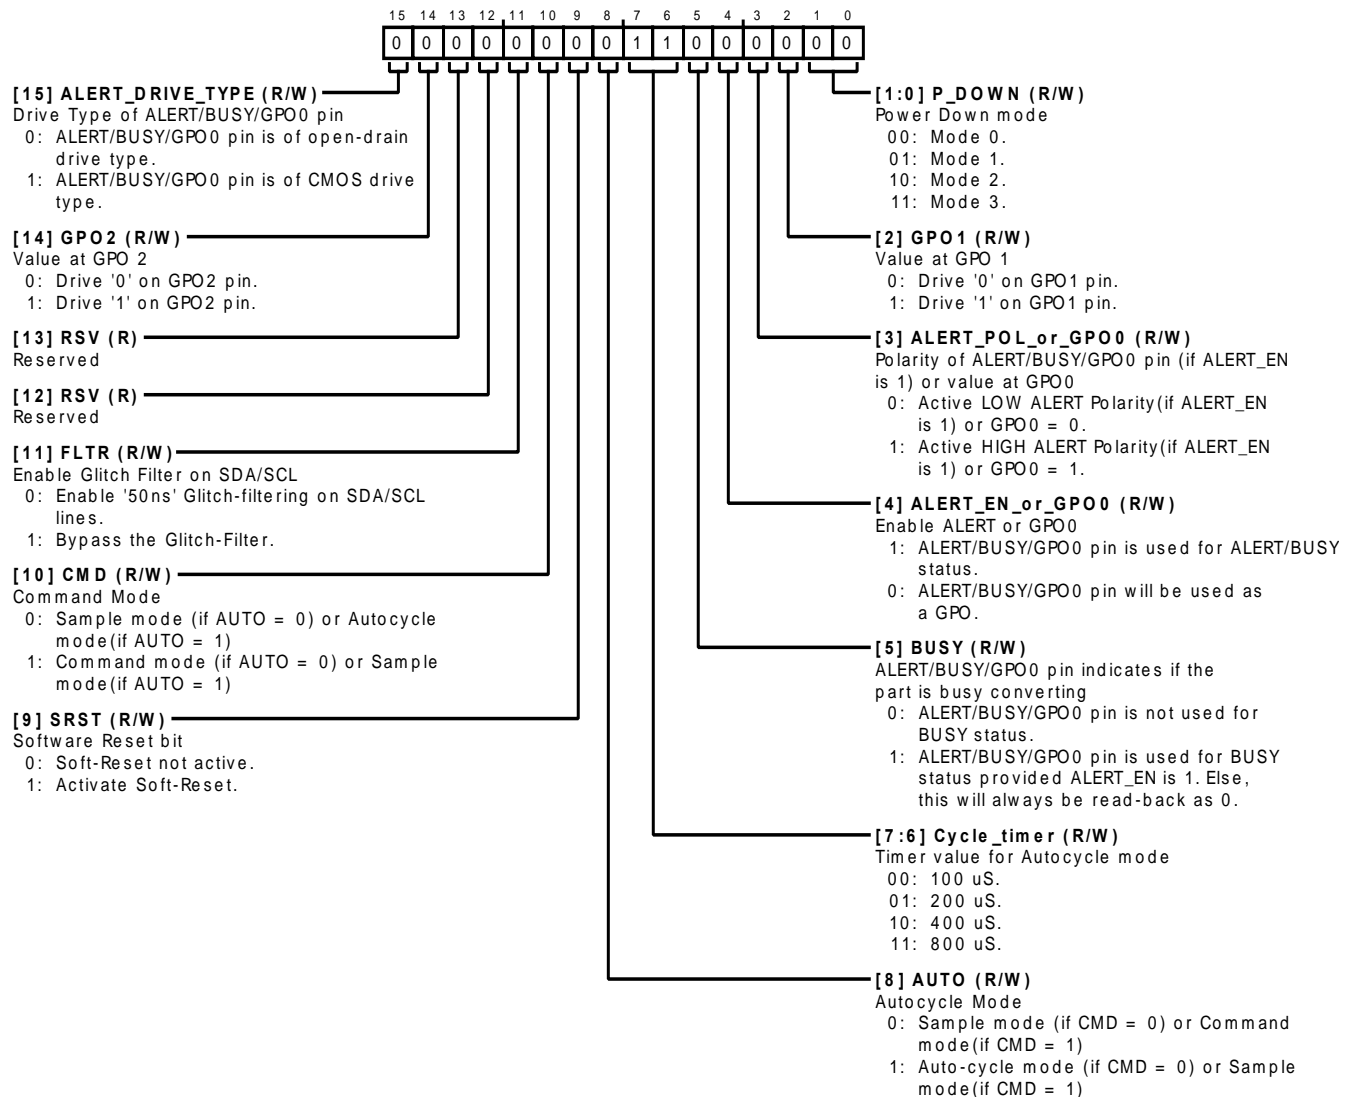 15 14 13 12 11 10 9 8 7 6 5 4 3 2 1 0
0 0 0 0 0 0 0 0 1 1 0 0 0 0 0 0
[15] ALERT_DRIVE_TYPE (R/W)
Drive Type of ALERT/BUSY/GPO0 pin
0: ALERT/BUSY/GPO0 pin is of open-drain
drive type.
1: ALERT/BUSY/GPO0 pin is of CMOS drive
type.
[14] GPO2 (R/W)
Value at GPO 2
0: Drive '0' on GPO2 pin.
1: Drive '1' on GPO2 pin.
[13] RSV (R)
Reserved
[12] RSV (R)
Reserved
[11] FLTR (R/W)
Enable Glitch Filter on SDA/SCL
0: Enable '50ns' Glitch-filtering on SDA/SCL
lines.
1: Bypass the Glitch-Filter.
[10] CMD (R/W)
Command Mode
0: Sample mode (if AUTO = 0) or Autocycle
mode(if AUTO = 1)
1: Command mode (if AUTO = 0) or Sample
mode(if AUTO = 1)
[9] SRST (R/W)
Software Reset bit
0: Soft-Reset not active.
1: Activate Soft-Reset.
[1:0] P_DOWN (R/W)
Power Down mode
00: Mode 0.
01: Mode 1.
10: Mode 2.
11: Mode 3.
[2] GPO1 (R/W)
Value at GPO 1
0: Drive '0' on GPO1 pin.
1: Drive '1' on GPO1 pin.
[3] ALERT_POL_or_GPO0 (R/W)
Polarity of ALERT/BUSY/GPO0 pin (if ALERT_EN
is 1) or value at GPO0
0: Active LOW ALERT Polarity(if ALERT_EN
is 1) or GPO0 = 0.
1: Active HIGH ALERT Polarity(if ALERT_EN
is 1) or GPO0 = 1.
[4] ALERT_EN_or_GPO0 (R/W)
Enable ALERT or GPO0
1: ALERT/BUSY/GPO0 pin is used for ALERT/BUSY
status.
0: ALERT/BUSY/GPO0 pin will be used as
a GPO.
[5] BUSY (R/W)
ALERT/BUSY/GPO0 pin indicates if the
part is busy converting
0: ALERT/BUSY/GPO0 pin is not used for
BUSY status.
1: ALERT/BUSY/GPO0 pin is used for BUSY
status provided ALERT_EN is 1. Else,
this will always be read-back as 0.
[7:6] Cycle_timer (R/W)
Timer value for Autocycle mode
00: 100 uS.
01: 200 uS.
10: 400 uS.
11: 800 uS.
[8] AUTO (R/W)
Autocycle Mode
0: Sample mode (if CMD = 0) or Command
mode(if CMD = 1)
1: Auto-cycle mode (if CMD = 0) or Sample
mode(if CMD = 1)